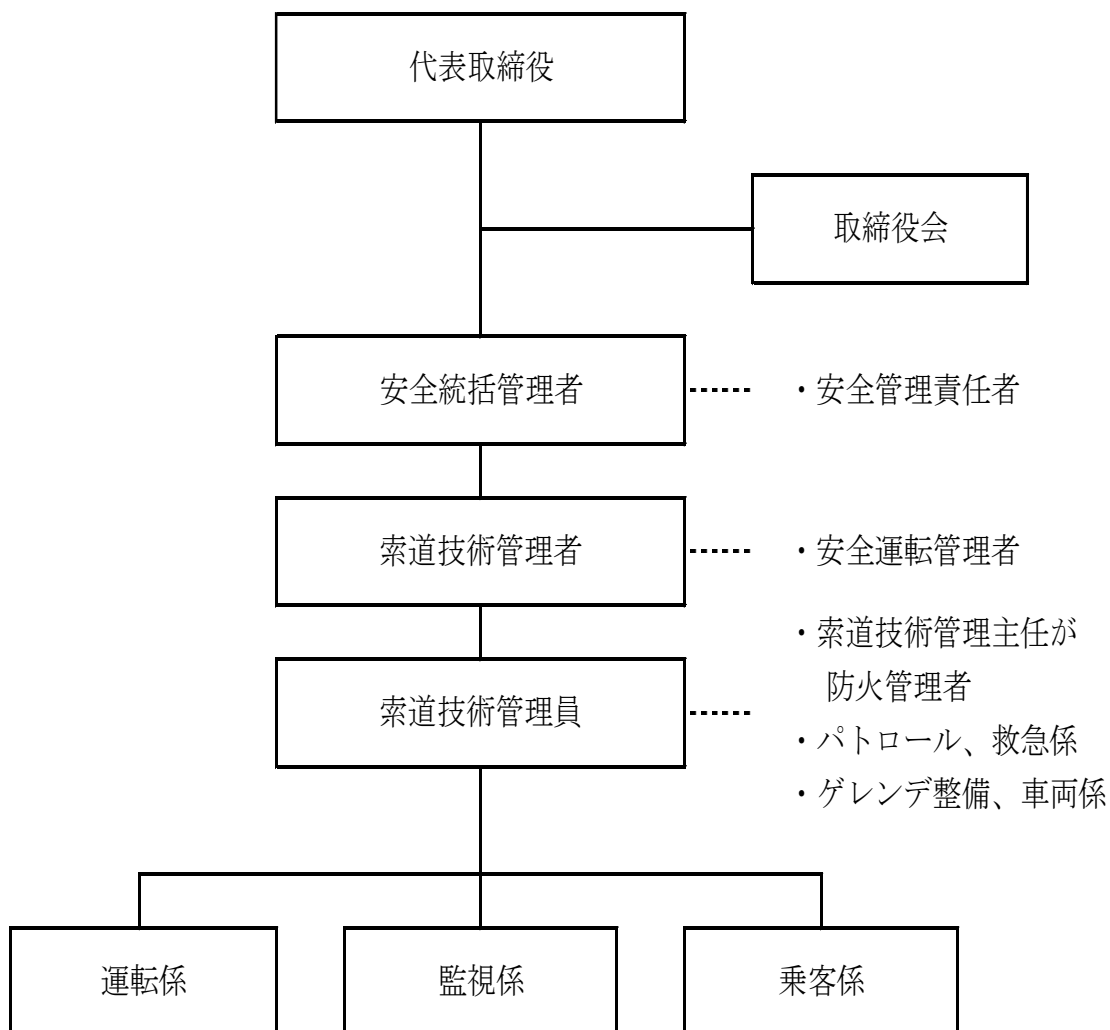 代表取締役
取締役会
安全統括管理者
・安全管理責任者
索道技術管理者
・安全運転管理者
索道技術管理員
・索道技術管理主任が
防火管理者
・パトロール、救急係
・ゲレンデ整備、車両係
運転係
監視係
乗客係